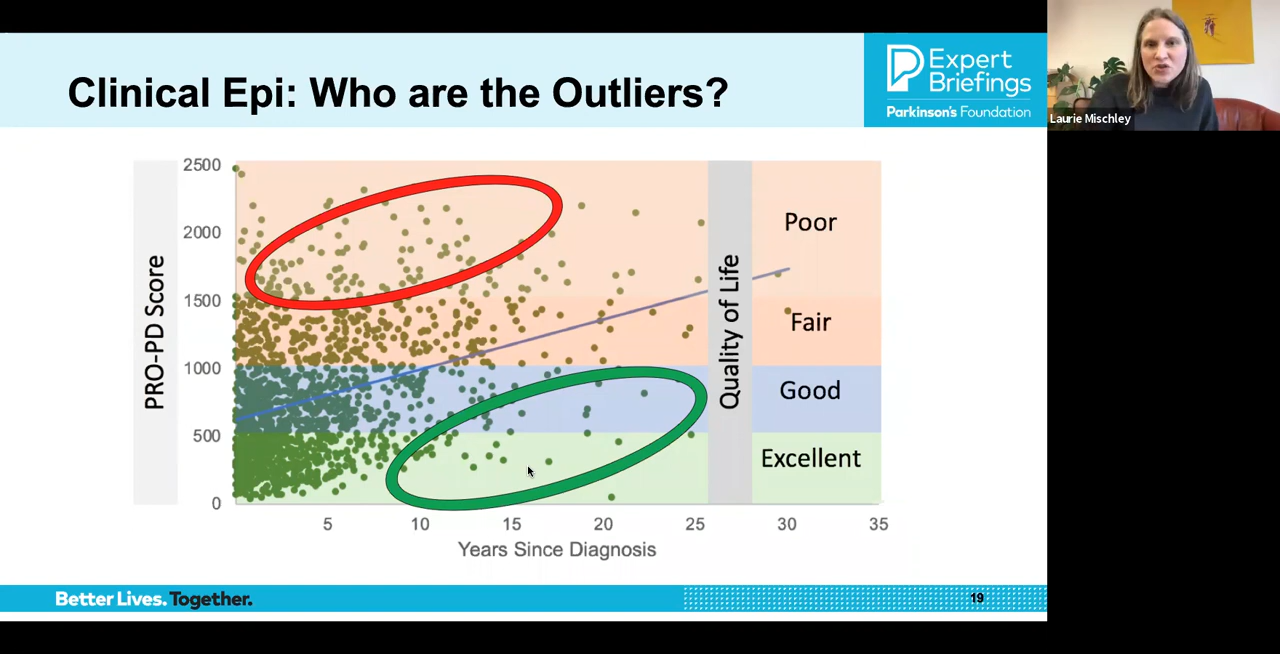 Clinical Epi: Who are the Outliers?
Expert
Briefings
Parkinson's Foundation
Laurie Mischley
PRO-PD Score
2500
2000
1500
1000
500
0
Quality of Life
Poor
Fair
Good
Excellent
5 10 15 20 25 30 35
Years Since Diagnosis
Better Lives. Together.
19